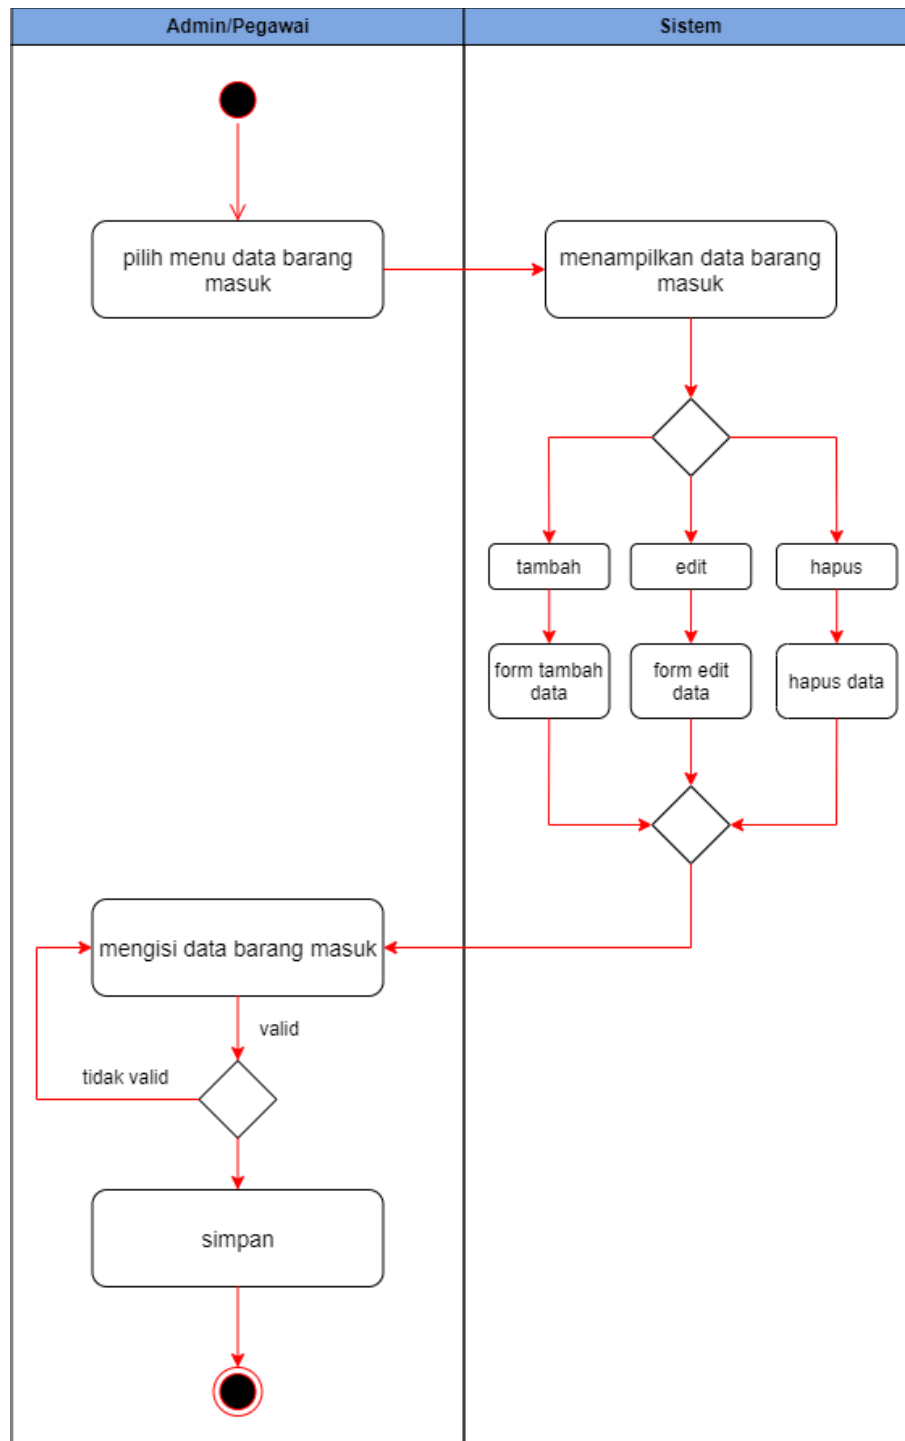 Admin/Pegawai
Sistem
pilih menu data barang
masuk
menampilkan data barang
masuk
tambah
edit
hapus
form tambah
data
form edit
data
hapus data
mengisi data barang masuk
valid
tidak valid
simpan